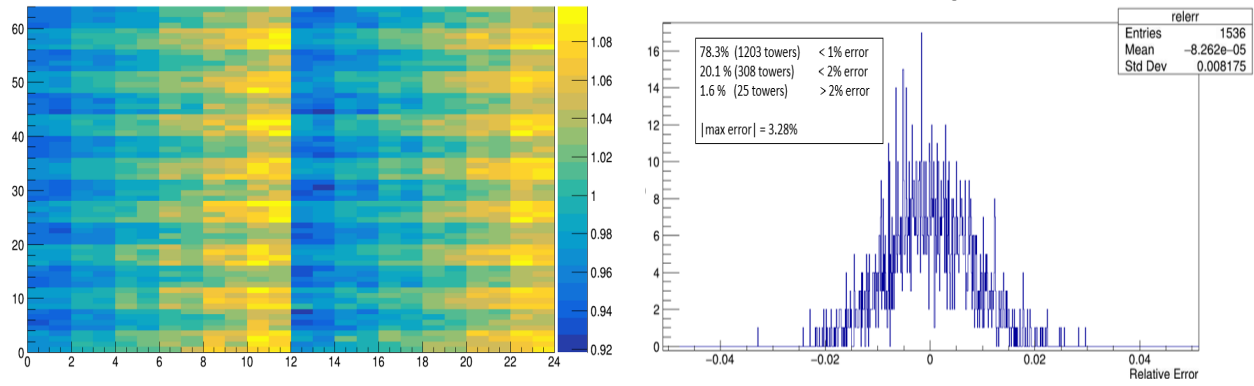 60
50
40
30
20
10
0
0 2 4 6 8 10 12 14 16 18 20 22 24
1.08
1.06
1.04
1.02
1
0.98
0.96
0.94
0.92
relerr
Entries 1536
Mean −8.262e−05
Std Dev 0.008175
78.3% (1203 towers) < 1% error
20.1 % (308 towers) < 2% error
1.6 % (25 towers) > 2% error
|max error| = 3.28%
16
14
12
10
8
6
4
2
0
−0.04 −0.02 0 0.02 0.04
Relative Error